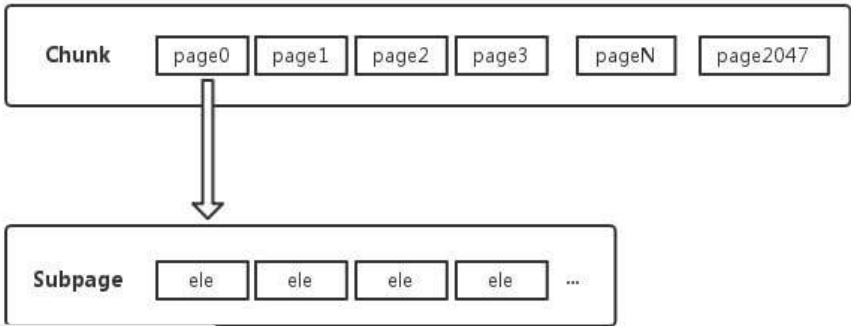 Chunk page0 page1 page2 page3 pageN page2047
Subpage ele ele ele ele ...